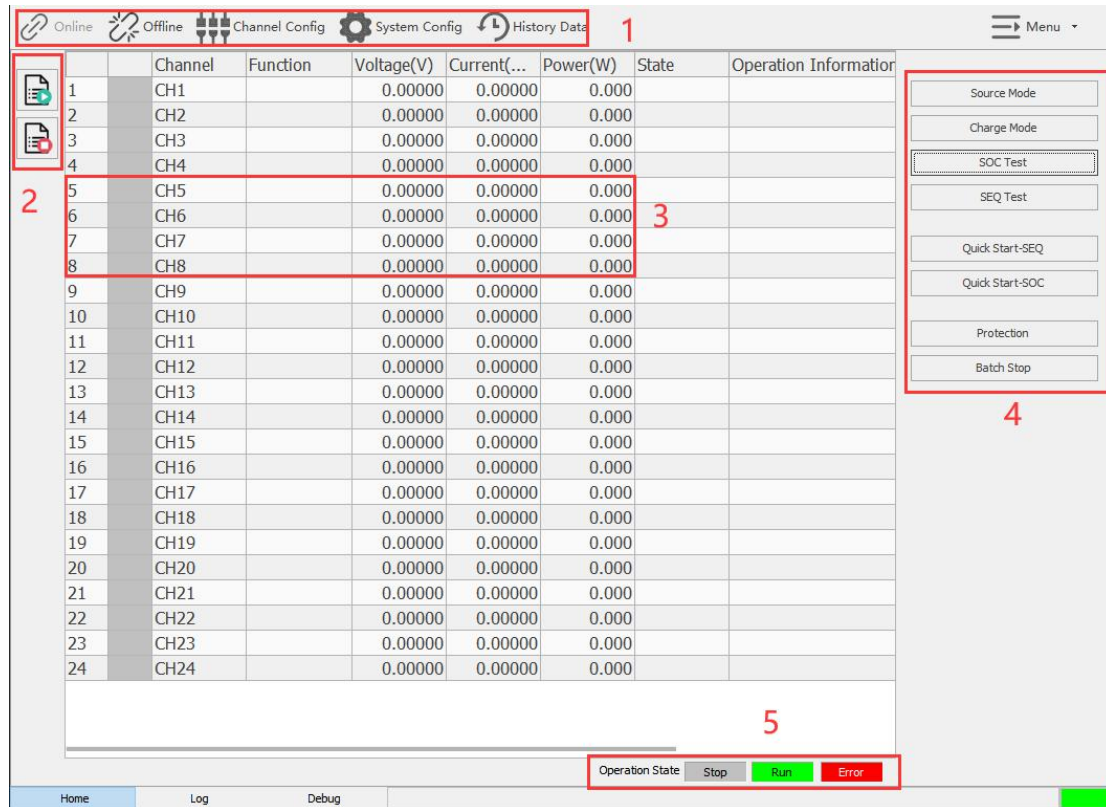 Online Offline Channel Config System Config History Data 1 Menu
Channel Function Voltage(V) Current(... Power(W) State Operation Information
1 CH1 0.00000 0.00000 0.000
2 CH2 0.00000 0.00000 0.000
3 CH3 0.00000 0.00000 0.000
4 CH4 0.00000 0.00000 0.000
5 CH5 0.00000 0.00000 0.000
6 CH6 0.00000 0.00000 0.000
7 CH7 0.00000 0.00000 0.000
8 CH8 0.00000 0.00000 0.000
9 CH9 0.00000 0.00000 0.000
10 CH10 0.00000 0.00000 0.000
11 CH11 0.00000 0.00000 0.000
12 CH12 0.00000 0.00000 0.000
13 CH13 0.00000 0.00000 0.000
14 CH14 0.00000 0.00000 0.000
15 CH15 0.00000 0.00000 0.000
16 CH16 0.00000 0.00000 0.000
17 CH17 0.00000 0.00000 0.000
18 CH18 0.00000 0.00000 0.000
19 CH19 0.00000 0.00000 0.000
20 CH20 0.00000 0.00000 0.000
21 CH21 0.00000 0.00000 0.000
22 CH22 0.00000 0.00000 0.000
23 CH23 0.00000 0.00000 0.000
24 CH24 0.00000 0.00000 0.000
2
3
Source Mode
Charge Mode
SOC Test
SEQ Test
Quick Start-SEQ
Quick Start-SOC
Protection
Batch Stop
4
5
Operation State Stop Run Error
Home Log Debug